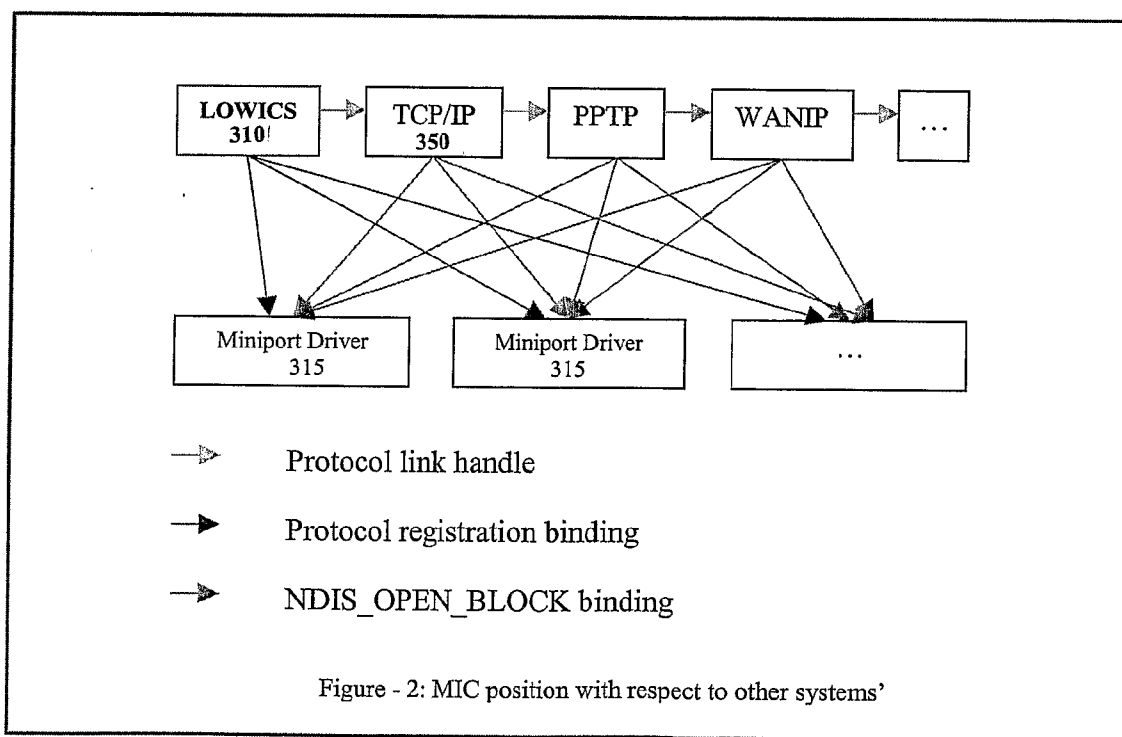 LOWICS
310
TCP/IP
350
PPTP
WANIP
...
Miniport Driver
315
Miniport Driver
315
...
Protocol link handle
Protocol registration binding
NDIS_OPEN_BLOCK binding
Figure - 2: MIC position with respect to other systems'